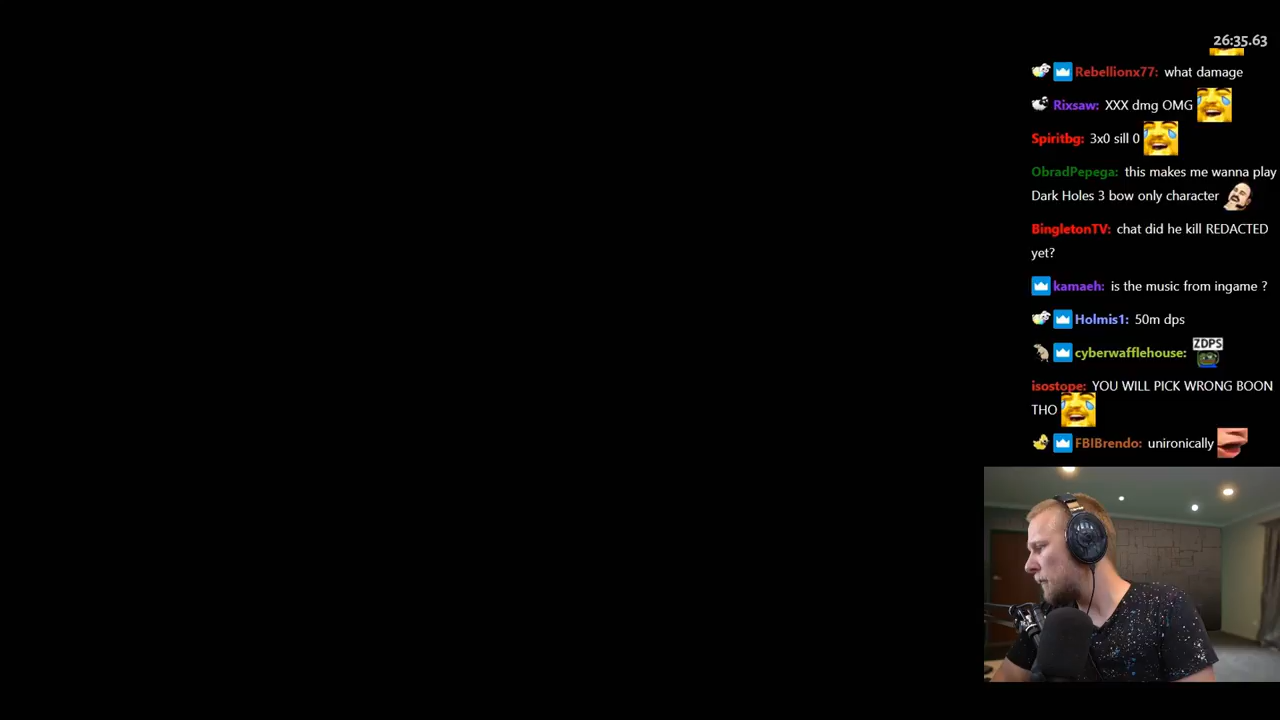 26:35.63
Rebellionx77: what damage
Rixsaw: XXX dmg OMG
Spiritbg: 3x0 sill 0
ObradPepega: this makes me wanna play
Dark Holes 3 bow only character
BingletonTV: chat did he kill REDACTED
yet?
kamaeh: is the music from ingame ?
Holmis1: 50m dps
cyberwafflehouse: ZDPS
isostope: YOU WILL PICK WRONG BOON
THO
FBIBrendo: unironically